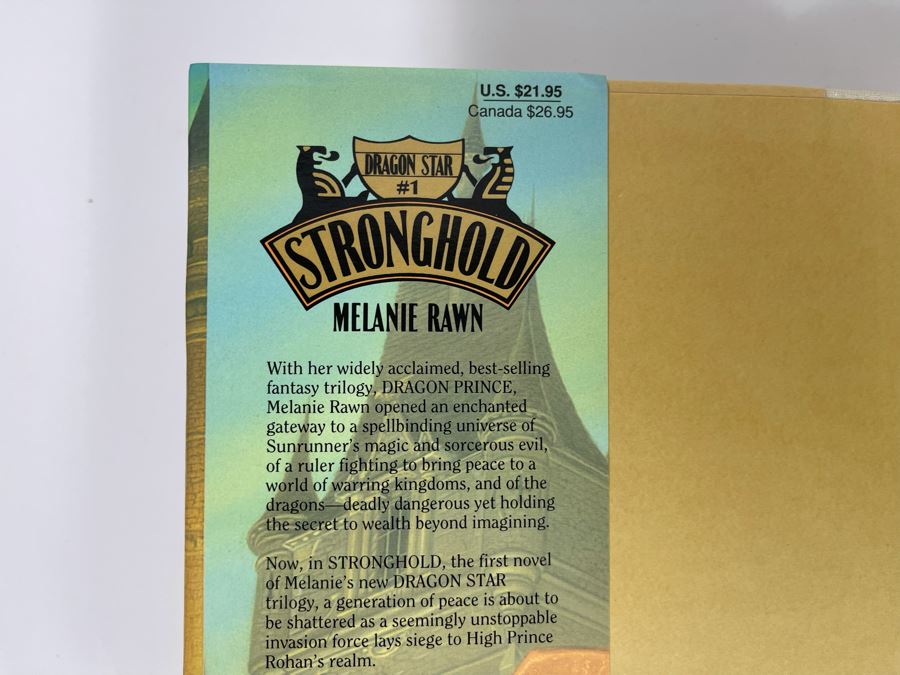 U.S. $21.95
Canada $26.95
DRAGON STAR
#1
STRONGHOLD
MELANIE RAWN
With her widely acclaimed, best-selling
fantasy trilogy, DRAGON PRINCE,
Melanie Rawn opened an enchanted
gateway to a spellbinding universe of
Sunrunner's magic and sorcerous evil,
of a ruler fighting to bring peace to a
world of warring kingdoms, and of the
dragons—deadly dangerous yet holding
the secret to wealth beyond imagining.
Now, in STRONGHOLD, the first novel
of Melanie's new DRAGON STAR
trilogy, a generation of peace is about to
be shattered as a seemingly unstoppable
invasion force lays siege to High Prince
Rohan's realm.